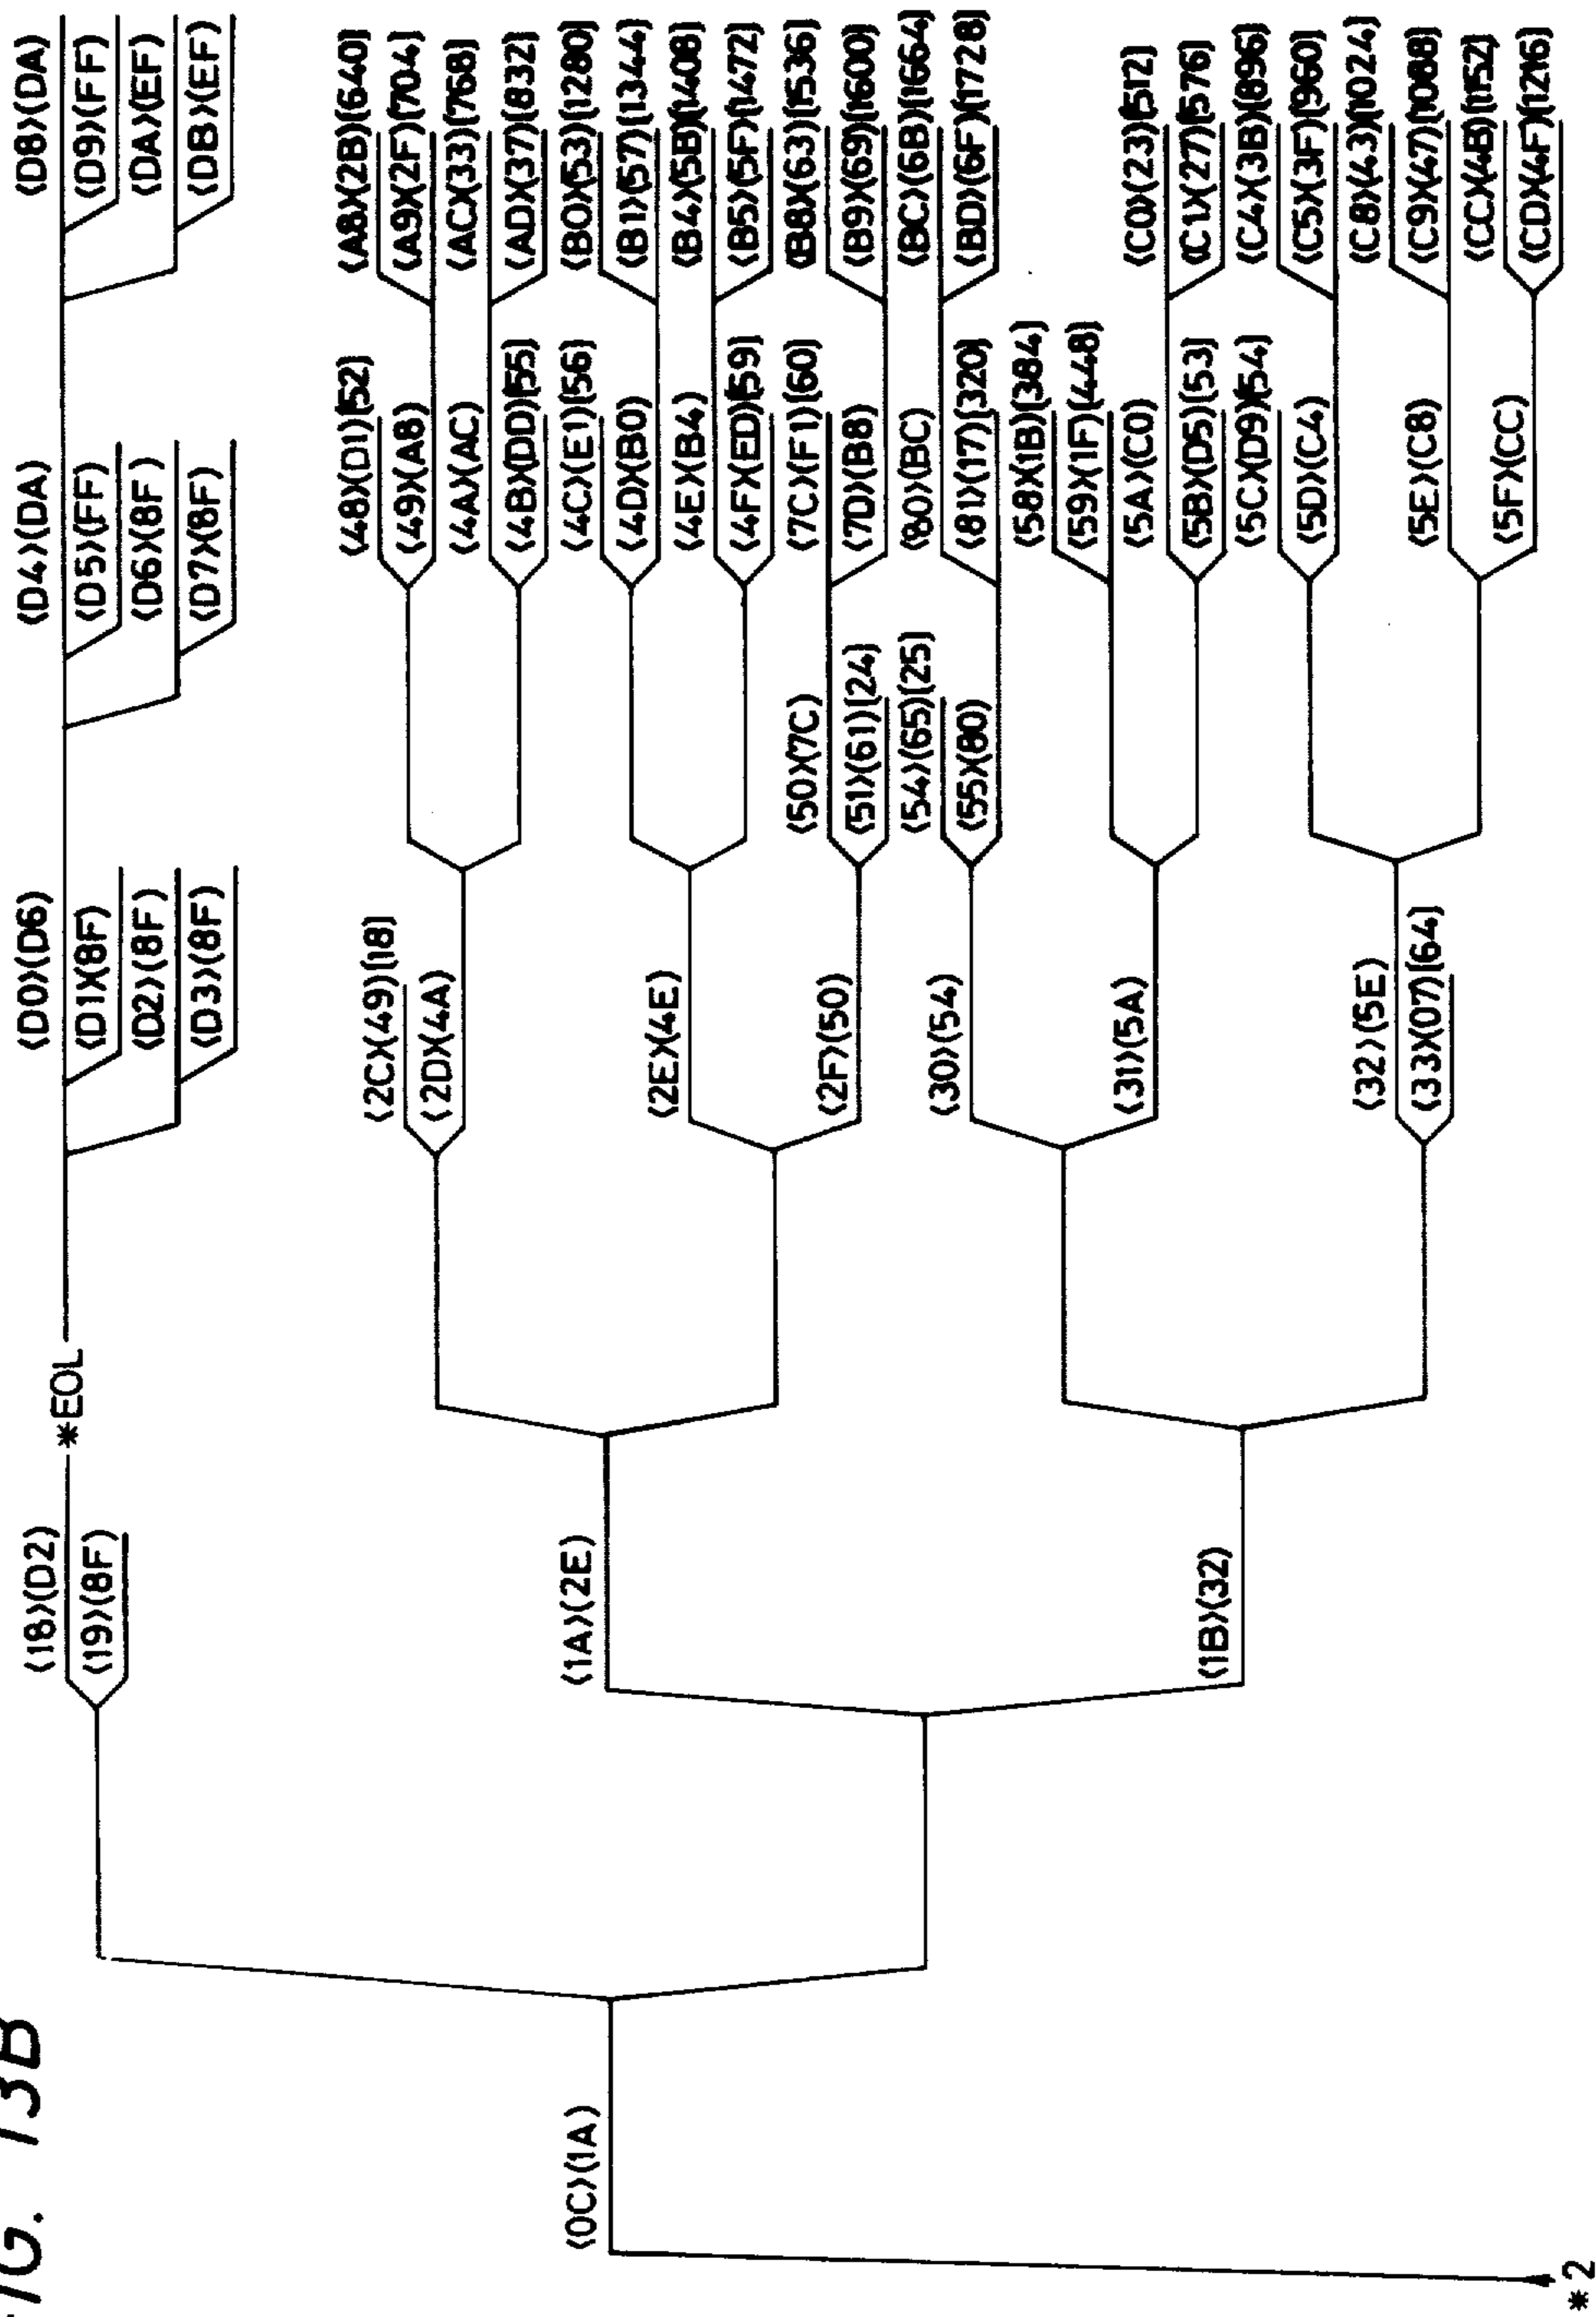 FIG. 13B
*2
<0C>(1A)
<18>(D2)
*EOL
<19>(8F)
<1A>(2E)
<1B>(32)
<D0>(D6)
<D1>(8F)
<D2>(8F)
<D3>(8F)
<D4>(DA)
<D5>(FF)
<D6>(8F)
<D7>(8F)
<D8>(DA)
<D9>(FF)
<DA>(EF)
<DB>(EF)
<2C>(49)[18]
<2D>(4A)
<2E>(4E)
<2F>(50)
<30>(54)
<31>(5A)
<32>(5E)
<33>(07)[64]
<50>(7C)
<51>(61)[24]
<54>(65)[25]
<55>(80)
<48>(D1)[52]
<49>(A8)
<4A>(AC)
<4B>(DD)[55]
<4C>(E1)[56]
<4D>(B0)
<4E>(B4)
<4F>(ED)[59]
<7C>(F1)[60]
<7D>(B8)
<80>(BC)
<81>(17)[320]
<58>(1B)[384]
<59>(1F)[448]
<5A>(C0)
<5B>(D5)[53]
<5C>(D9)[54]
<5D>(C4)
<5E>(C8)
<5F>(CC)
<A8>(2B)[640]
<A9>(2F)[704]
<AC>(33)[768]
<AD>(37)[832]
<B0>(53)[1280]
<B1>(57)[1344]
<B4>(5B)[1408]
<B5>(5F)[1472]
<B8>(63)[1536]
<B9>(69)[1600]
<BC>(6B)[1664]
<BD>(6F)[1728]
<C0>(23)[512]
<C1>(27)[576]
<C4>(3B)[896]
<C5>(3F)[960]
<C8>(43)[1024]
<C9>(47)[1088]
<CC>(4B)[1152]
<CD>(4F)[1216]